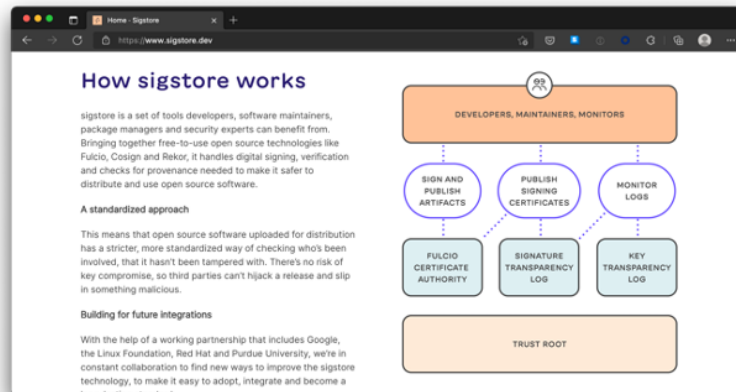 Home - Sigstore
https://www.sigstore.dev
How sigstore works
sigstore is a set of tools developers, software maintainers,
package managers and security experts can benefit from.
Bringing together free-to-use open source technologies like
Fulcio, Cosign and Rekor, it handles digital signing, verification
and checks for provenance needed to make it safer to
distribute and use open source software.
A standardized approach
This means that open source software uploaded for distribution
has a stricter, more standardized way of checking who's been
involved, that it hasn't been tampered with. There's no risk of
key compromise, so third parties can't hijack a release and slip
in something malicious.
Building for future integrations
With the help of a working partnership that includes Google,
the Linux Foundation, Red Hat and Purdue University, we're in
constant collaboration to find new ways to improve the sigstore
technology, to make it easy to adopt, integrate and become a
DEVELOPERS, MAINTAINERS, MONITORS
SIGN AND
PUBLISH
ARTIFACTS
PUBLISH
SIGNING
CERTIFICATES
MONITOR
LOGS
FULCIO
CERTIFICATE
AUTHORITY
SIGNATURE
TRANSPARENCY
LOG
KEY
TRANSPARENCY
LOG
TRUST ROOT